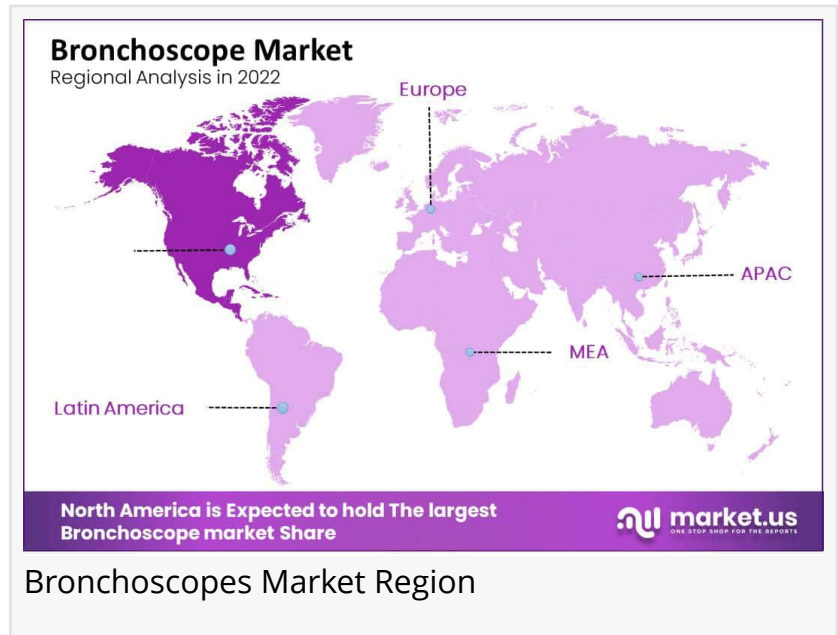 Bronchoscope Market
Regional Analysis in 2022
Europe
APAC
MEA
Latin America
North America is Expected to hold The largest
Bronchoscope market Share
market.us
ONE STOP SHOP FOR THE REPORTS
Bronchoscopes Market Region